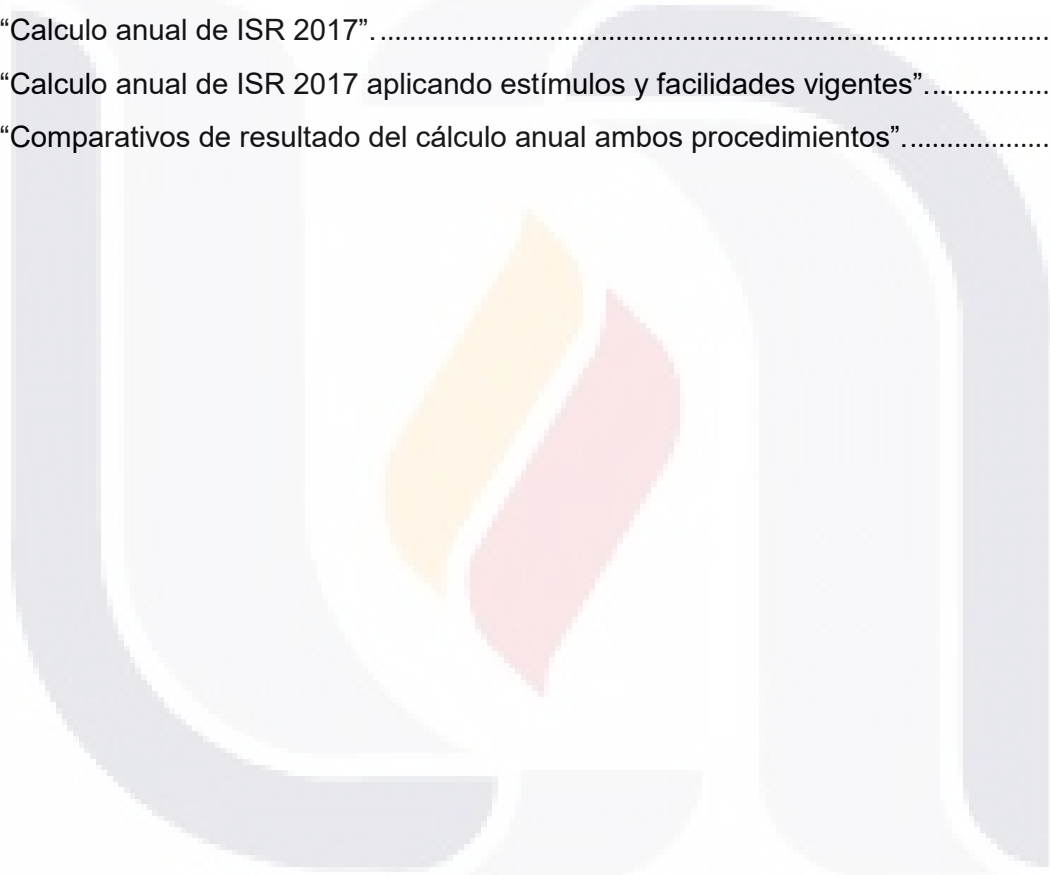 “Calculo anual de ISR 2017”. ........................................................................................
“Calculo anual de ISR 2017 aplicando estímulos y facilidades vigentes”.................
“Comparativos de resultado del cálculo anual ambos procedimientos”....................